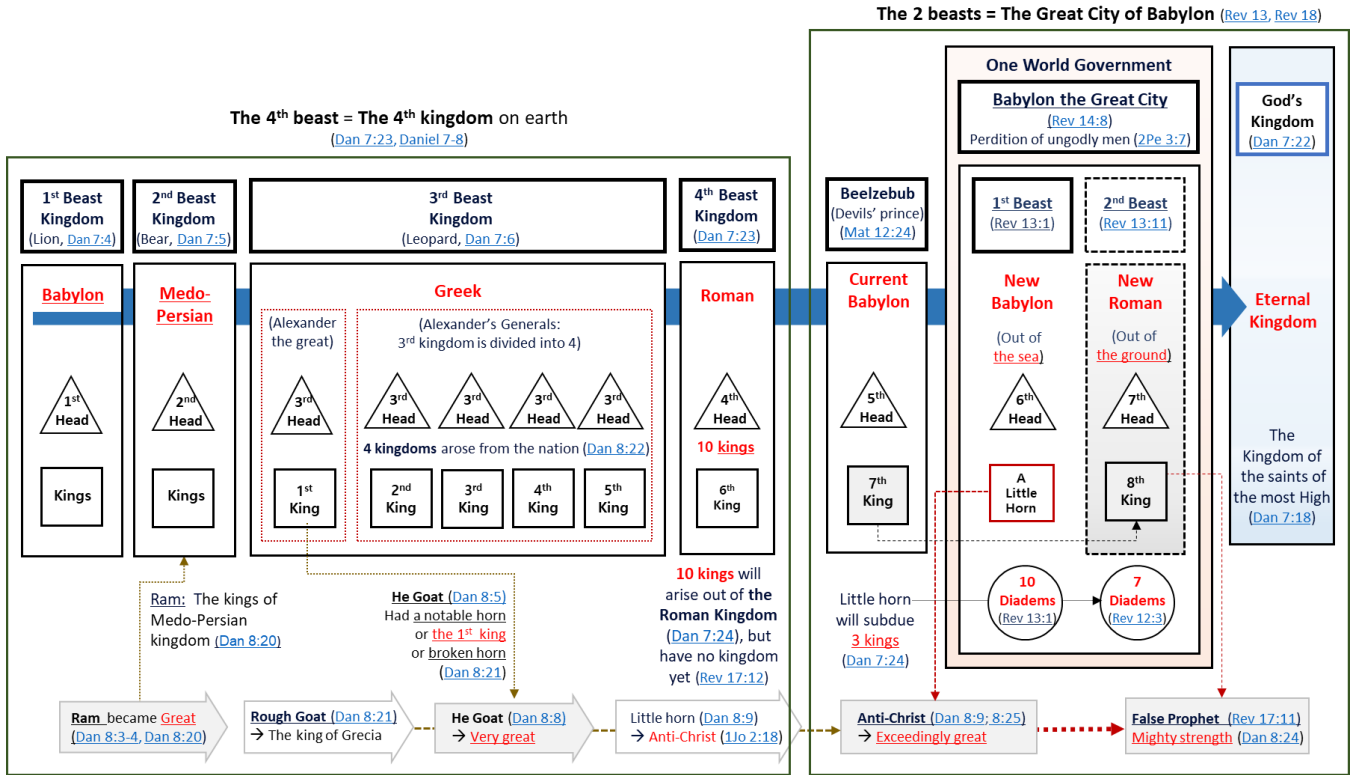 The 2 beasts = The Great City of Babylon (Rev 13, Rev 18)
The 4th beast = The 4th kingdom on earth
(Dan 7:23, Daniel 7-8)
1st Beast
Kingdom
(Lion, Dan 7:4)
2nd Beast
Kingdom
(Bear, Dan 7:5)
3rd Beast
Kingdom
(Leopard, Dan 7:6)
4th Beast
Kingdom
(Dan 7:23)
Beelzebub
(Devils' prince)
(Mat 12:24)
One World Government
Babylon the Great City
(Rev 14:8)
Perdition of ungodly men (2Pe 3:7)
1st Beast
(Rev 13:1)
2nd Beast
(Rev 13:11)
God's
Kingdom
(Dan 7:22)
Babylon
1st
Head
Kings
Medo-
Persian
2nd
Head
Kings
Greek
(Alexander
the great)
3rd
Head
1st
King
(Alexander's Generals:
3rd kingdom is divided into 4)
3rd
Head
3rd
Head
3rd
Head
3rd
Head
4 kingdoms arose from the nation (Dan 8:22)
2nd
King
3rd
King
4th
King
5th
King
Roman
4th
Head
10 kings
6th
King
Current
Babylon
5th
Head
7th
King
New
Babylon
(Out of
the sea)
6th
Head
A
Little
Horn
New
Roman
(Out of
the ground)
7th
Head
8th
King
Eternal
Kingdom
The
Kingdom of
the saints of
the most High
(Dan 7:18)
Ram: The kings of
Medo-Persian
kingdom (Dan 8:20)
He Goat (Dan 8:5)
Had a notable horn
or the 1st king
or broken horn
(Dan 8:21)
10 kings will
arise out of the
Roman Kingdom
(Dan 7:24), but
have no kingdom
yet (Rev 17:12)
Little horn
will subdue
3 kings
(Dan 7:24)
10
Diadems
(Rev 13:1)
7
Diadems
(Rev 12:3)
Ram became Great
(Dan 8:3-4, Dan 8:20)
Rough Goat (Dan 8:21)
→ The king of Grecia
He Goat (Dan 8:8)
→ Very great
Little horn (Dan 8:9)
→ Anti-Christ (1Jo 2:18)
Anti-Christ (Dan 8:9; 8:25)
→ Exceedingly great
False Prophet (Rev 17:11)
Mighty strength (Dan 8:24)